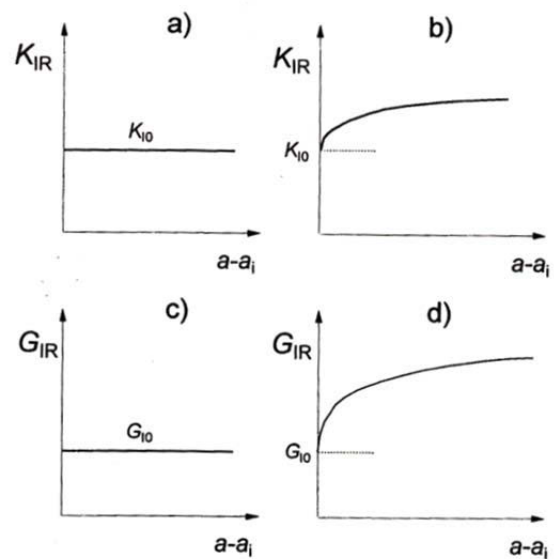 a)
K_IR
K_I0
a-a_i
b)
K_IR
K_I0
a-a_i
c)
G_IR
G_I0
a-a_i
d)
G_IR
G_I0
a-a_i